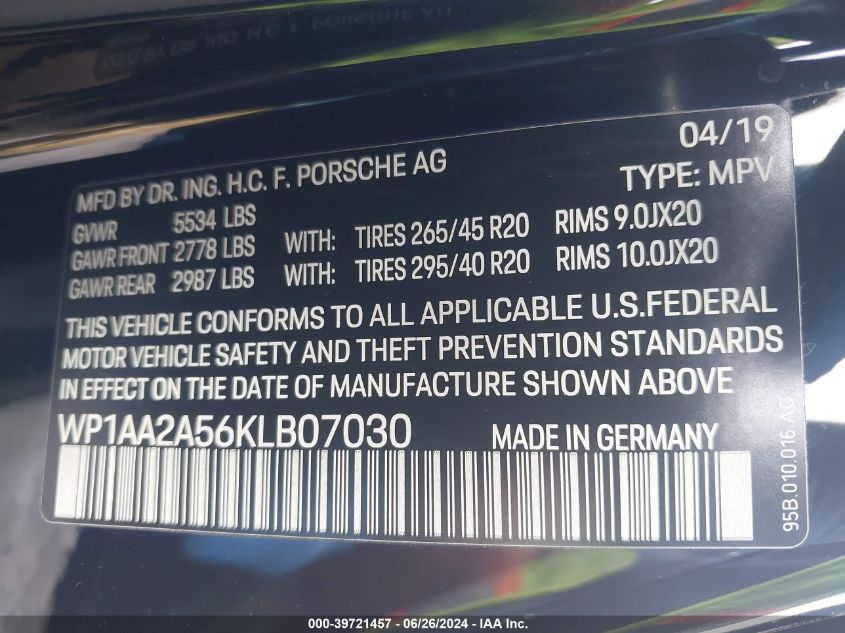 04/19
MFD BY DR. ING. H.C. F. PORSCHE AG
TYPE: MPV
GVWR 5534 LBS
GAWR FRONT 2778 LBS WITH: TIRES 265/45 R20 RIMS 9.0JX20
GAWR REAR 2987 LBS WITH: TIRES 295/40 R20 RIMS 10.0JX20
THIS VEHICLE CONFORMS TO ALL APPLICABLE U.S.FEDERAL
MOTOR VEHICLE SAFETY AND THEFT PREVENTION STANDARDS
IN EFFECT ON THE DATE OF MANUFACTURE SHOWN ABOVE
WP1AA2A56KLB07030 MADE IN GERMANY
95B.010.016.AG
000-39721457 - 06/26/2024 - IAA Inc.